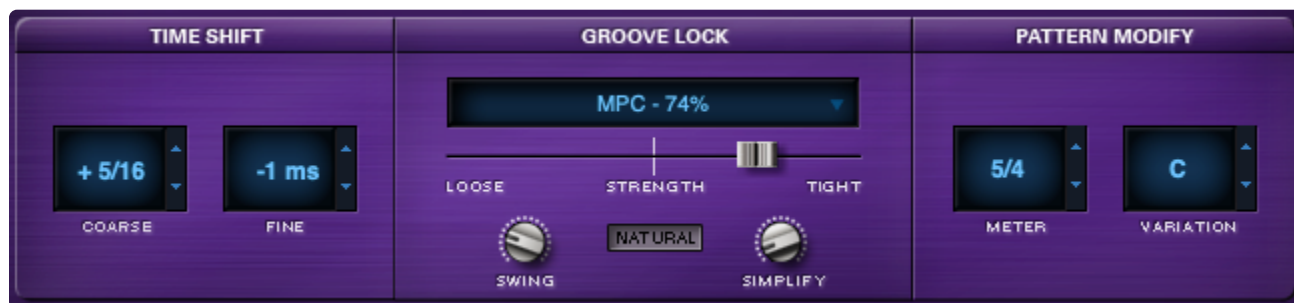 TIME SHIFT
GROOVE LOCK
PATTERN MODIFY
MPC - 74%
+ 5/16
-1 ms
5/4
C
LOOSE
STRENGTH
TIGHT
COARSE
FINE
METER
VARIATION
NATURAL
SWING
SIMPLIFY